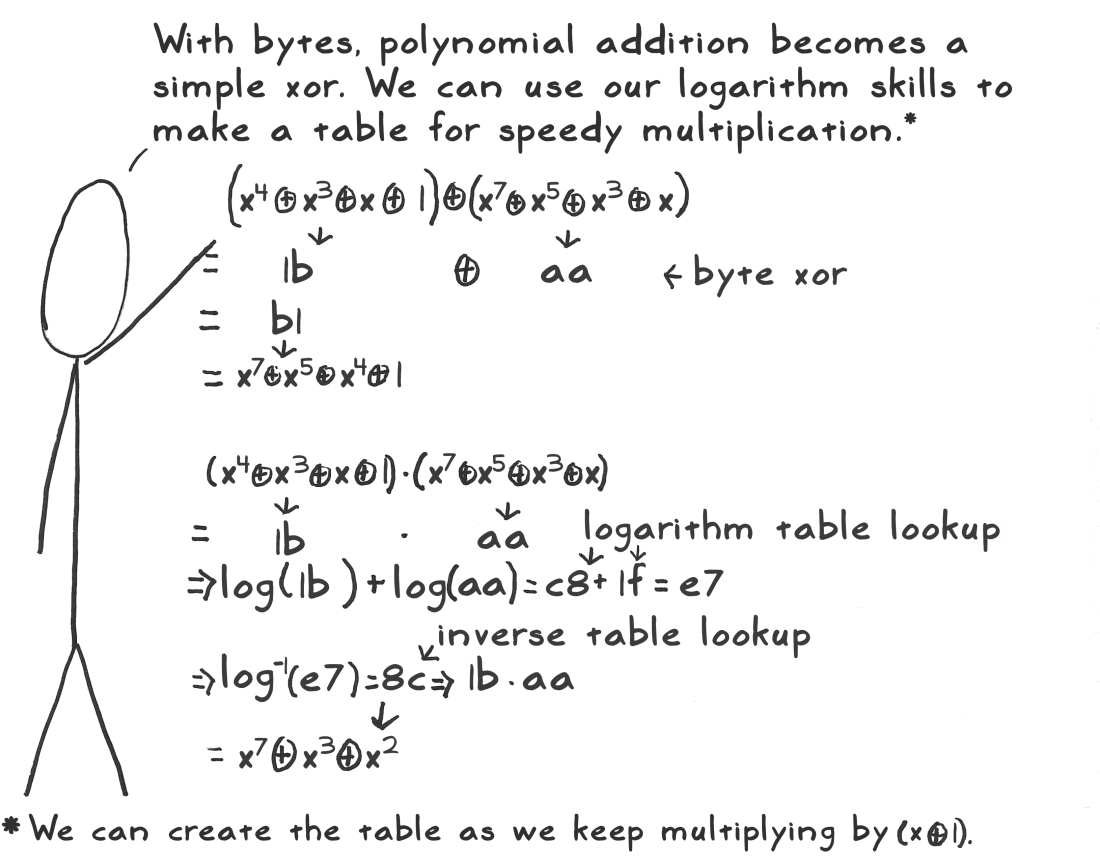 With bytes, polynomial addition becomes a
simple xor. We can use our logarithm skills to
make a table for speedy multiplication.*
(x⁴⊕x³⊕x⊕1)⊕(x⁷⊕x⁵⊕x³⊕x)
↓ ↓
= 1b ⊕ aa ← byte xor
= b1
↓
= x⁷⊕x⁵⊕x⁴⊕1
(x⁴⊕x³⊕x⊕1)·(x⁷⊕x⁵⊕x³⊕x)
↓ ↓
= 1b · aa logarithm table lookup
↓ ↓
⇒log(1b)+log(aa)=c8+1f=e7
↙inverse table lookup
⇒log⁻¹(e7)=8c⇒ 1b·aa
↓
= x⁷⊕x³⊕x²
*We can create the table as we keep multiplying by (x⊕1).